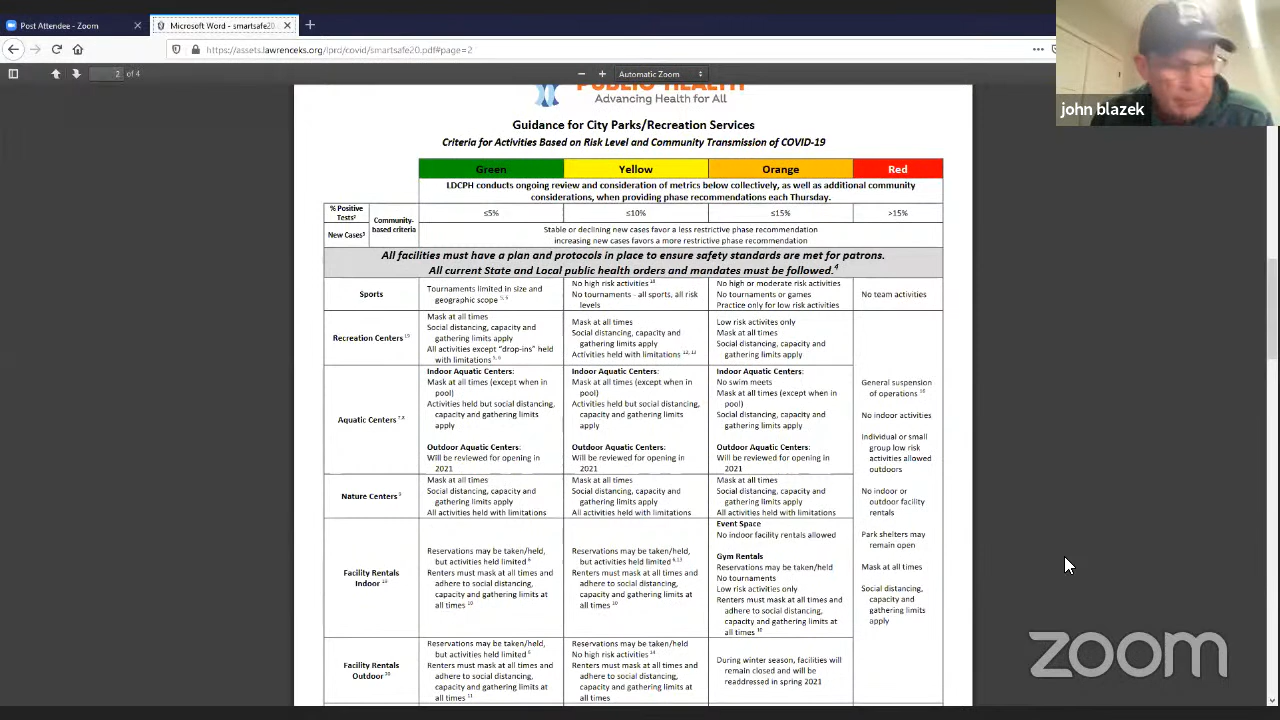 Post Attendee - Zoom
Microsoft Word - smartsafe20
https://assets.lawrenceks.org/lprd/covid/smartsafe20.pdf#page=2
2 of 4
Automatic Zoom
john blazek
PUBLIC HEALTH
Advancing Health for All
Guidance for City Parks/Recreation Services
Criteria for Activities Based on Risk Level and Community Transmission of COVID-19
Green Yellow Orange Red
LDCPH conducts ongoing review and consideration of metrics below collectively, as well as additional community
considerations, when providing phase recommendations each Thursday.
% Positive
Tests²
Community-
based criteria
≤5% ≤10% ≤15% >15%
New Cases³
Stable or declining new cases favor a less restrictive phase recommendation
increasing new cases favors a more restrictive phase recommendation
All facilities must have a plan and protocols in place to ensure safety standards are met for patrons.
All current State and Local public health orders and mandates must be followed.⁴
Sports
Tournaments limited in size and
geographic scope ⁵·⁶
No high risk activities
No tournaments - all sports, all risk
levels
No high or moderate risk activities
No tournaments or games
Practice only for low risk activities
No team activities
Recreation Centers
Mask at all times
Social distancing, capacity and
gathering limits apply
All activities except "drop-ins" held
with limitations ⁵·⁶
Mask at all times
Social distancing, capacity and
gathering limits apply
Activities held with limitations
Low risk activites only
Mask at all times
Social distancing, capacity and
gathering limits apply
Aquatic Centers
Indoor Aquatic Centers:
Mask at all times (except when in
pool)
Activities held but social distancing,
capacity and gathering limits
apply
Outdoor Aquatic Centers:
Will be reviewed for opening in
2021
Indoor Aquatic Centers:
Mask at all times (except when in
pool)
Activities held but social distancing,
capacity and gathering limits
apply
Outdoor Aquatic Centers:
Will be reviewed for opening in
2021
Indoor Aquatic Centers:
No swim meets
Mask at all times (except when in
pool)
Social distancing, capacity and
gathering limits apply
Outdoor Aquatic Centers:
Will be reviewed for opening in
2021
Nature Centers
Mask at all times
Social distancing, capacity and
gathering limits apply
All activities held with limitations
Mask at all times
Social distancing, capacity and
gathering limits apply
All activities held with limitations
Mask at all times
Social distancing, capacity and
gathering limits apply
All activities held with limitations
Facility Rentals
Indoor
Reservations may be taken/held,
but activities held limited
Renters must mask at all times and
adhere to social distancing,
capacity and gathering limits at
all times ¹⁰
Reservations may be taken/held,
but activities held limited
Renters must mask at all times and
adhere to social distancing,
capacity and gathering limits at
all times ¹⁰
Event Space
No indoor facility rentals allowed
Gym Rentals
Reservations may be taken/held
No tournaments
Low risk activities only
Renters must mask at all times and
adhere to social distancing,
capacity and gathering limits at
all times ¹⁰
Facility Rentals
Outdoor
Reservations may be taken/held,
but activities held limited
Renters must mask at all times and
adhere to social distancing,
capacity and gathering limits at
all times ¹¹
Reservations may be taken/held
No high risk activities
Renters must mask at all times and
adhere to social distancing,
capacity and gathering limits at
all times
During winter season, facilities will
remain closed and will be
readdressed in spring 2021
General suspension
of operations
No indoor activities
Individual or small
group low risk
activities allowed
outdoors
No indoor or
outdoor facility
rentals
Park shelters may
remain open
Mask at all times
Social distancing,
capacity and
gathering limits
apply
zoom